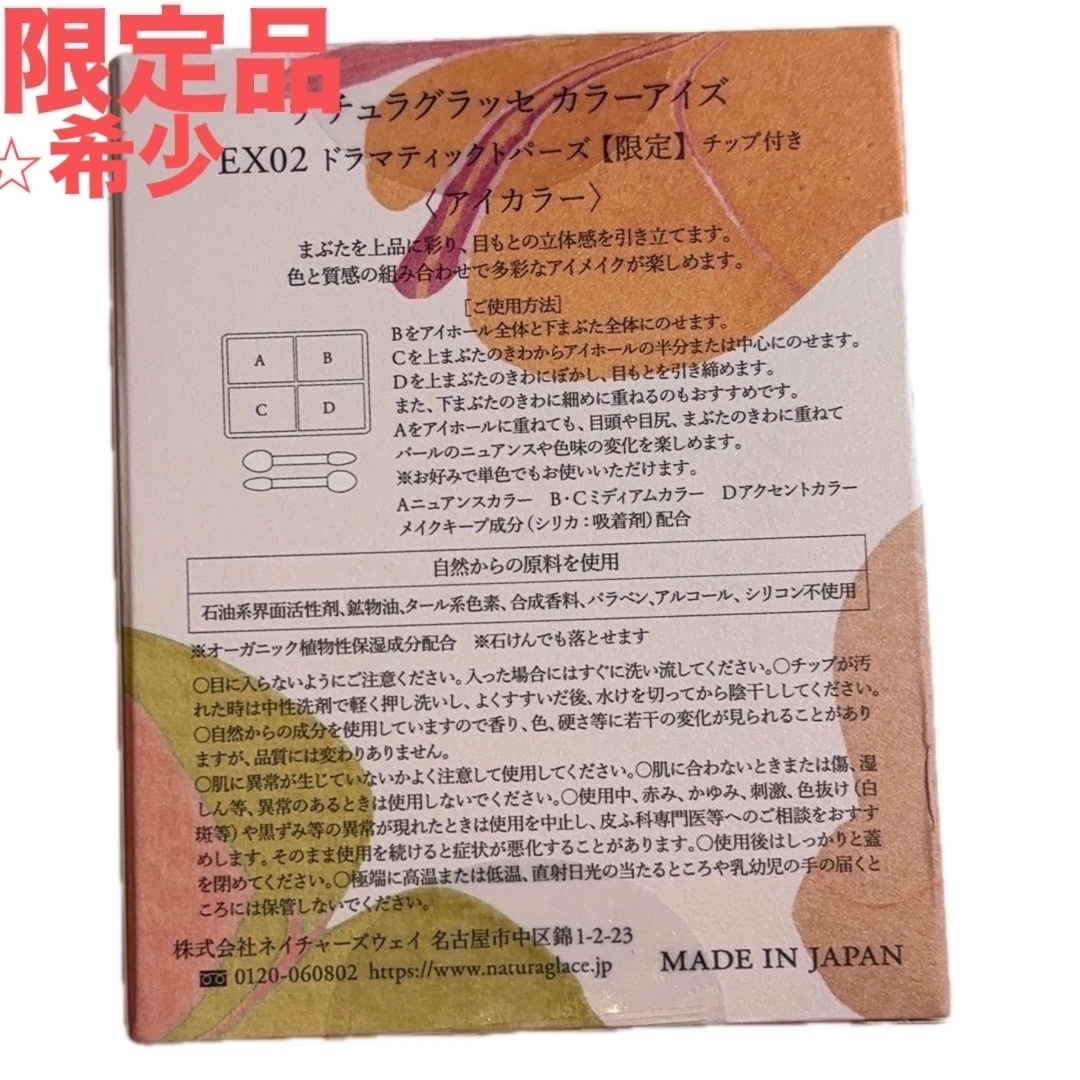 限定品
☆希少
ナチュラグラッセ カラーアイズ
EX02 ドラマティックトパーズ【限定】 チップ付き
〈アイカラー〉
まぶたを上品に彩り、目もとの立体感を引き立てます。
色と質感の組み合わせで多彩なアイメイクが楽しめます。
[ご使用方法]
Bをアイホール全体と下まぶた全体にのせます。
Cを上まぶたのきわからアイホールの半分または中心にのせます。
Dを上まぶたのきわにぼかし、目もとを引き締めます。
また、下まぶたのきわに細めに重ねるのもおすすめです。
Aをアイホールに重ねても、目頭や目尻、まぶたのきわに重ねて
パールのニュアンスや色味の変化を楽しめます。
※お好みで単色でもお使いいただけます。
A B
C D
Aニュアンスカラー B・Cミディアムカラー Dアクセントカラー
メイクキープ成分(シリカ:吸着剤)配合
自然からの原料を使用
石油系界面活性剤、鉱物油、タール系色素、合成香料、パラベン、アルコール、シリコン不使用
※オーガニック植物性保湿成分配合 ※石けんでも落とせます
○目に入らないようにご注意ください。入った場合にはすぐに洗い流してください。○チップが汚
れた時は中性洗剤で軽く押し洗いし、よくすすいだ後、水けを切ってから陰干ししてください。
○自然からの成分を使用していますので香り、色、硬さ等に若干の変化が見られることがあり
ますが、品質には変わりありません。
○肌に異常が生じていないかよく注意して使用してください。○肌に合わないときまたは傷、湿
しん等、異常のあるときは使用しないでください。○使用中、赤み、かゆみ、刺激、色抜け(白
斑等)や黒ずみ等の異常が現れたときは使用を中止し、皮ふ科専門医等へのご相談をおすす
めします。そのまま使用を続けると症状が悪化することがあります。○使用後はしっかりと蓋
を閉めてください。○極端に高温または低温、直射日光の当たるところや乳幼児の手の届くと
ころには保管しないでください。
株式会社ネイチャーズウェイ 名古屋市中区錦1-2-23
0120-060802 https://www.naturaglace.jp
MADE IN JAPAN